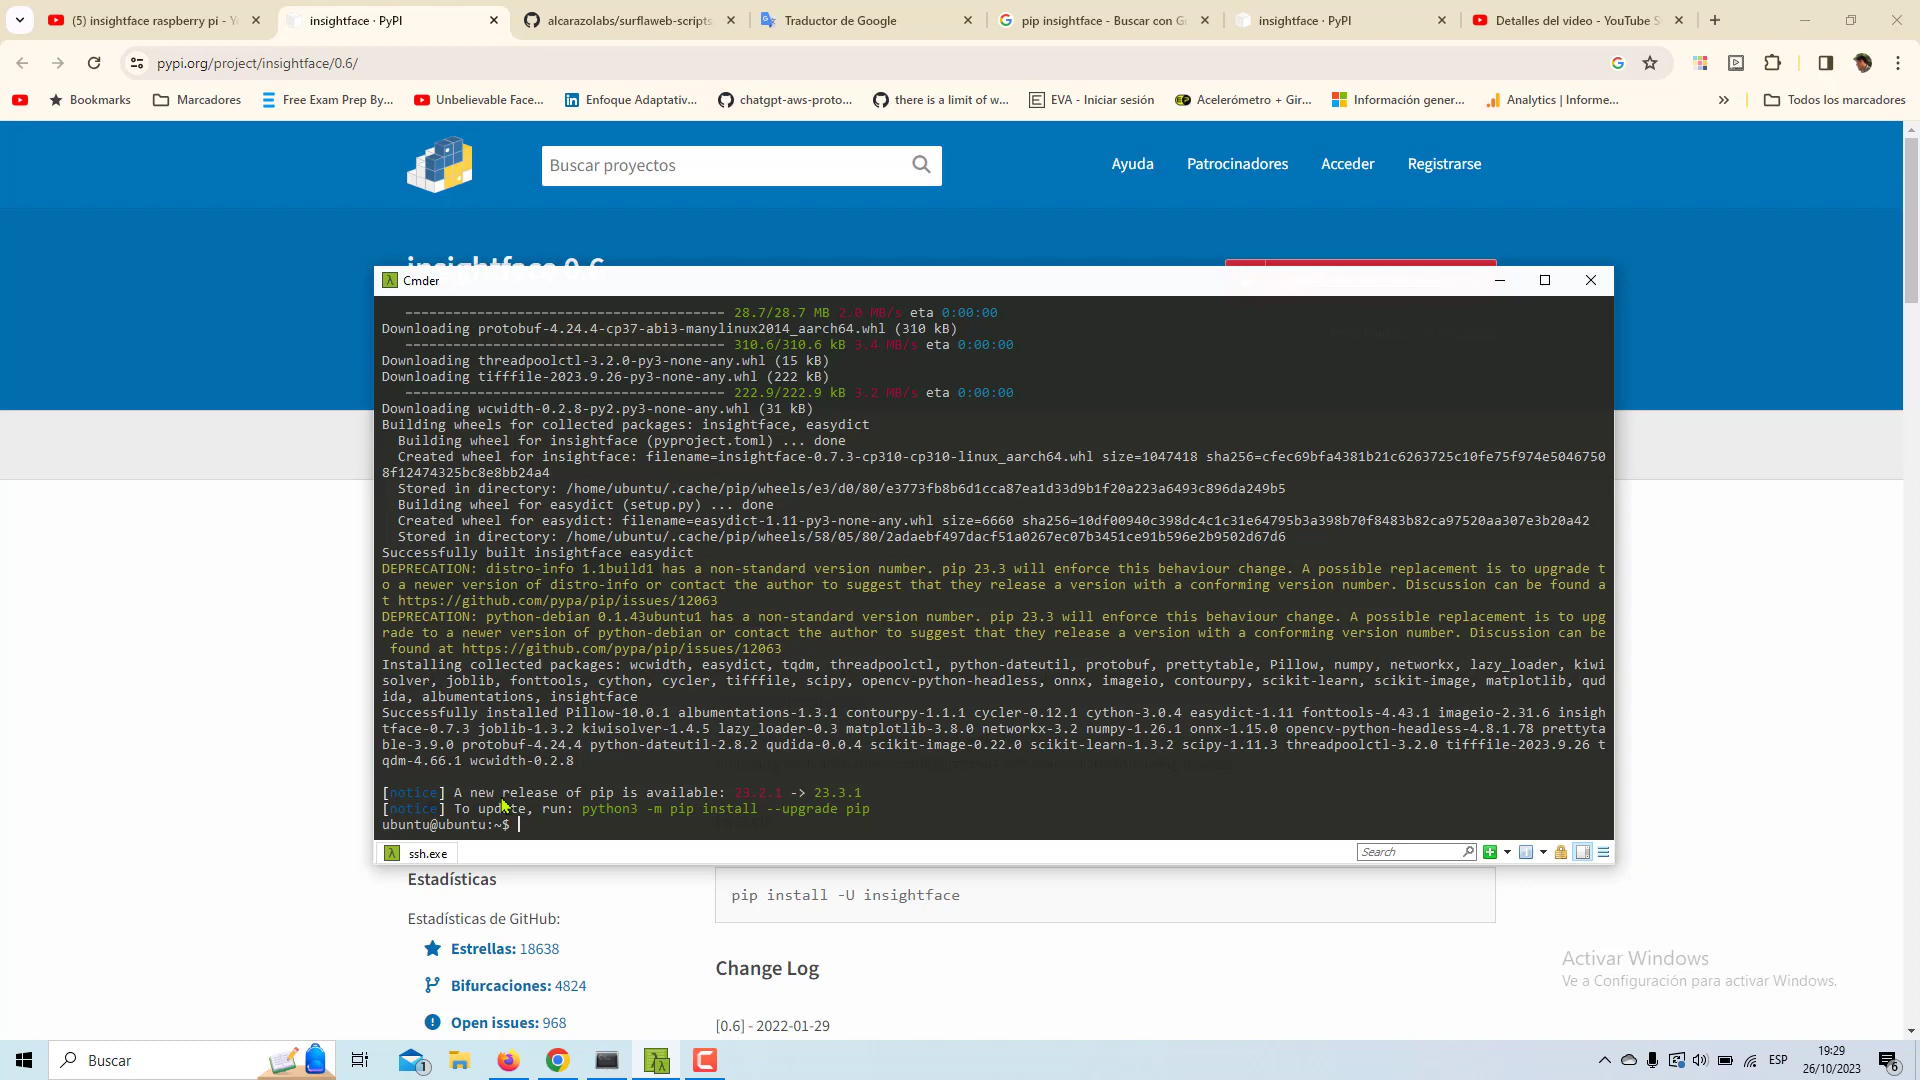 (5) insightface raspberry pi - Y
insightface · PyPI
alcarazolabs/surflaweb-scripts
Traductor de Google
pip insightface - Buscar con G
insightface · PyPI
Detalles del video - YouTube S
pypi.org/project/insightface/0.6/
Bookmarks
Marcadores
Free Exam Prep By...
Unbelievable Face...
Enfoque Adaptativ...
chatgpt-aws-proto...
there is a limit of w...
EVA - Iniciar sesión
Acelerómetro + Gir...
Información gener...
Analytics | Informe...
»
Todos los marcadores
Buscar proyectos
Ayuda
Patrocinadores
Acceder
Registrarse
insightface 0.6
Cmder
---------------------------------------- 28.7/28.7 MB 2.0 MB/s eta 0:00:00
Downloading protobuf-4.24.4-cp37-abi3-manylinux2014_aarch64.whl (310 kB)
---------------------------------------- 310.6/310.6 kB 3.4 MB/s eta 0:00:00
Downloading threadpoolctl-3.2.0-py3-none-any.whl (15 kB)
Downloading tifffile-2023.9.26-py3-none-any.whl (222 kB)
---------------------------------------- 222.9/222.9 kB 3.2 MB/s eta 0:00:00
Downloading wcwidth-0.2.8-py2.py3-none-any.whl (31 kB)
Building wheels for collected packages: insightface, easydict
Building wheel for insightface (pyproject.toml) ... done
Created wheel for insightface: filename=insightface-0.7.3-cp310-cp310-linux_aarch64.whl size=1047418 sha256=cfec69bfa4381b21c6263725c10fe75f974e5046750
8f12474325bc8e8bb24a4
Stored in directory: /home/ubuntu/.cache/pip/wheels/e3/d0/80/e3773fb8b6d1cca87ea1d33d9b1f20a223a6493c896da249b5
Building wheel for easydict (setup.py) ... done
Created wheel for easydict: filename=easydict-1.11-py3-none-any.whl size=6660 sha256=10df00940c398dc4c1c31e64795b3a398b70f8483b82ca97520aa307e3b20a42
Stored in directory: /home/ubuntu/.cache/pip/wheels/58/05/80/2adaebf497dacf51a0267ec07b3451ce91b596e2b9502d67d6
Successfully built insightface easydict
DEPRECATION: distro-info 1.1build1 has a non-standard version number. pip 23.3 will enforce this behaviour change. A possible replacement is to upgrade t
o a newer version of distro-info or contact the author to suggest that they release a version with a conforming version number. Discussion can be found a
t https://github.com/pypa/pip/issues/12063
DEPRECATION: python-debian 0.1.43ubuntu1 has a non-standard version number. pip 23.3 will enforce this behaviour change. A possible replacement is to upg
rade to a newer version of python-debian or contact the author to suggest that they release a version with a conforming version number. Discussion can be
found at https://github.com/pypa/pip/issues/12063
Installing collected packages: wcwidth, easydict, tqdm, threadpoolctl, python-dateutil, protobuf, prettytable, Pillow, numpy, networkx, lazy_loader, kiwi
solver, joblib, fonttools, cython, cycler, tifffile, scipy, opencv-python-headless, onnx, imageio, contourpy, scikit-learn, scikit-image, matplotlib, qud
ida, albumentations, insightface
Successfully installed Pillow-10.0.1 albumentations-1.3.1 contourpy-1.1.1 cycler-0.12.1 cython-3.0.4 easydict-1.11 fonttools-4.43.1 imageio-2.31.6 insigh
tface-0.7.3 joblib-1.3.2 kiwisolver-1.4.5 lazy_loader-0.3 matplotlib-3.8.0 networkx-3.2 numpy-1.26.1 onnx-1.15.0 opencv-python-headless-4.8.1.78 prettyta
ble-3.9.0 protobuf-4.24.4 python-dateutil-2.8.2 qudida-0.0.4 scikit-image-0.22.0 scikit-learn-1.3.2 scipy-1.11.3 threadpoolctl-3.2.0 tifffile-2023.9.26 t
qdm-4.66.1 wcwidth-0.2.8
[notice] A new release of pip is available: 23.2.1 -> 23.3.1
[notice] To update, run: python3 -m pip install --upgrade pip
ubuntu@ubuntu:~$
ssh.exe
Search
Estadísticas
pip install -U insightface
Estadísticas de GitHub:
Estrellas: 18638
Bifurcaciones: 4824
Open issues: 968
Change Log
[0.6] - 2022-01-29
Activar Windows
Ve a Configuración para activar Windows.
Buscar
1
ESP
19:29
26/10/2023
6